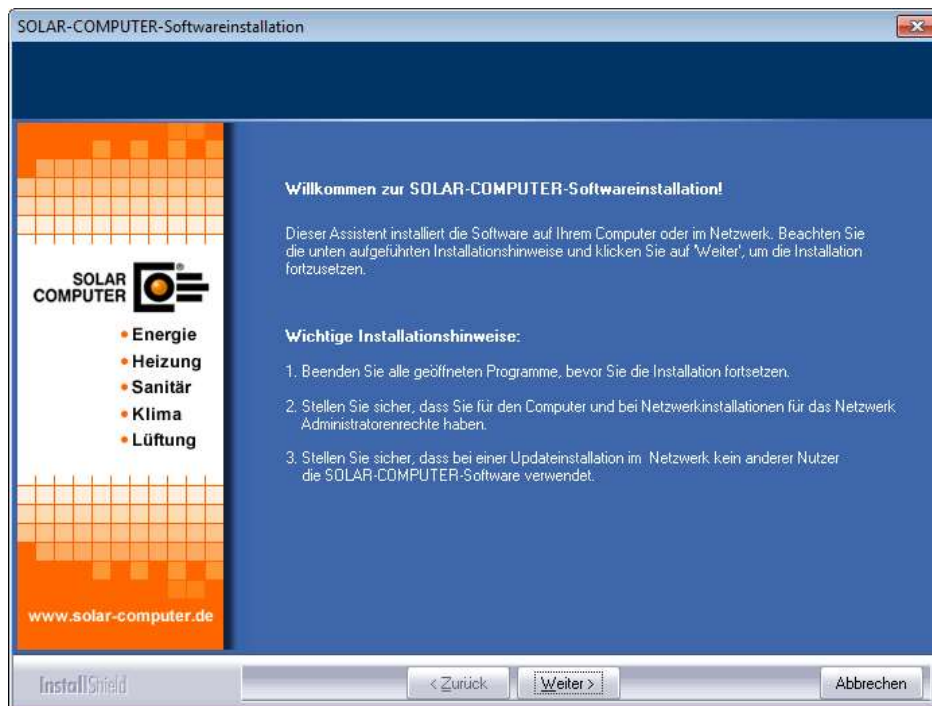 SOLAR-COMPUTER-Softwareinstallation
SOLAR
COMPUTER
®
• Energie
• Heizung
• Sanitär
• Klima
• Lüftung
www.solar-computer.de
Willkommen zur SOLAR-COMPUTER-Softwareinstallation!
Dieser Assistent installiert die Software auf Ihrem Computer oder im Netzwerk. Beachten Sie
die unten aufgeführten Installationshinweise und klicken Sie auf 'Weiter', um die Installation
fortzusetzen.
Wichtige Installationshinweise:
1. Beenden Sie alle geöffneten Programme, bevor Sie die Installation fortsetzen.
2. Stellen Sie sicher, dass Sie für den Computer und bei Netzwerkinstallationen für das Netzwerk
Administratorenrechte haben.
3. Stellen Sie sicher, dass bei einer Updateinstallation im Netzwerk kein anderer Nutzer
die SOLAR-COMPUTER-Software verwendet.
InstallShield
< Zurück
Weiter >
Abbrechen